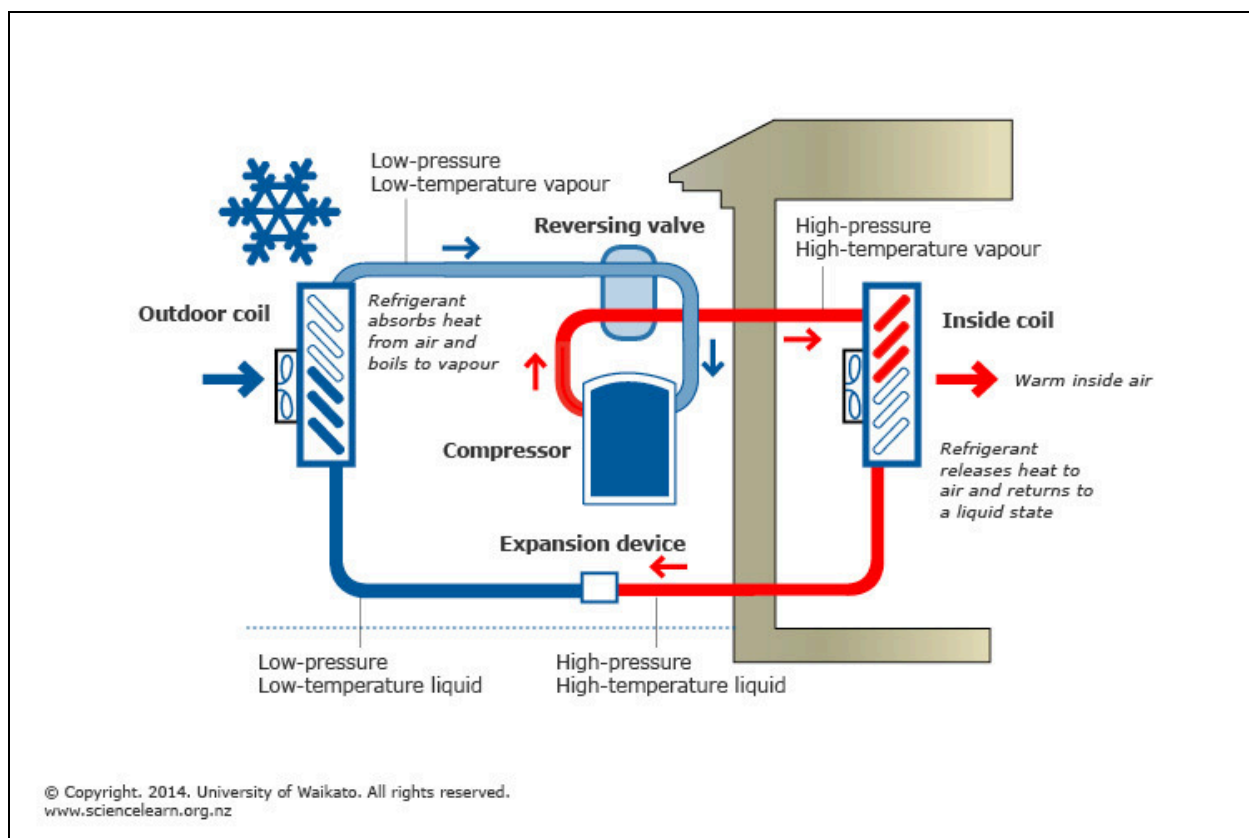 Low-pressure
Low-temperature vapour
Reversing valve
High-pressure
High-temperature vapour
Outdoor coil
Refrigerant
absorbs heat
from air and
boils to vapour
Inside coil
Warm inside air
Compressor
Refrigerant
releases heat to
air and returns to
a liquid state
Expansion device
Low-pressure
Low-temperature liquid
High-pressure
High-temperature liquid
© Copyright. 2014. University of Waikato. All rights reserved.
www.sciencelearn.org.nz